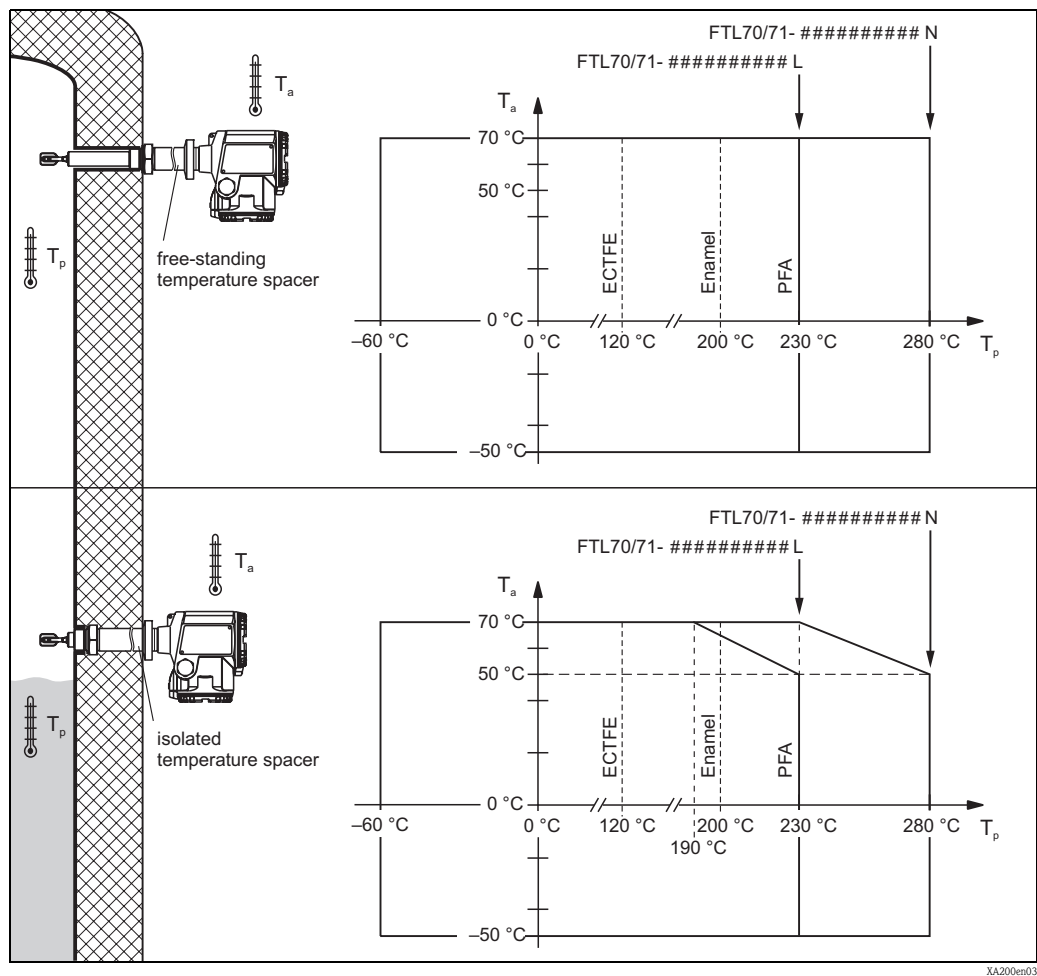 FTL70/71- ########## N
FTL70/71- ########## L
Ta
Ta
70 °C
50 °C
free-standing
temperature spacer
Tp
ECTFE
Enamel
PFA
0 °C
–60 °C
0 °C
120 °C
200 °C
230 °C
280 °C
Tp
–50 °C
FTL70/71- ########## N
FTL70/71- ########## L
Ta
Ta
70 °C
50 °C
Tp
isolated
temperature spacer
ECTFE
Enamel
PFA
0 °C
–60 °C
0 °C
120 °C
200 °C
230 °C
280 °C
Tp
190 °C
–50 °C
XA200en03